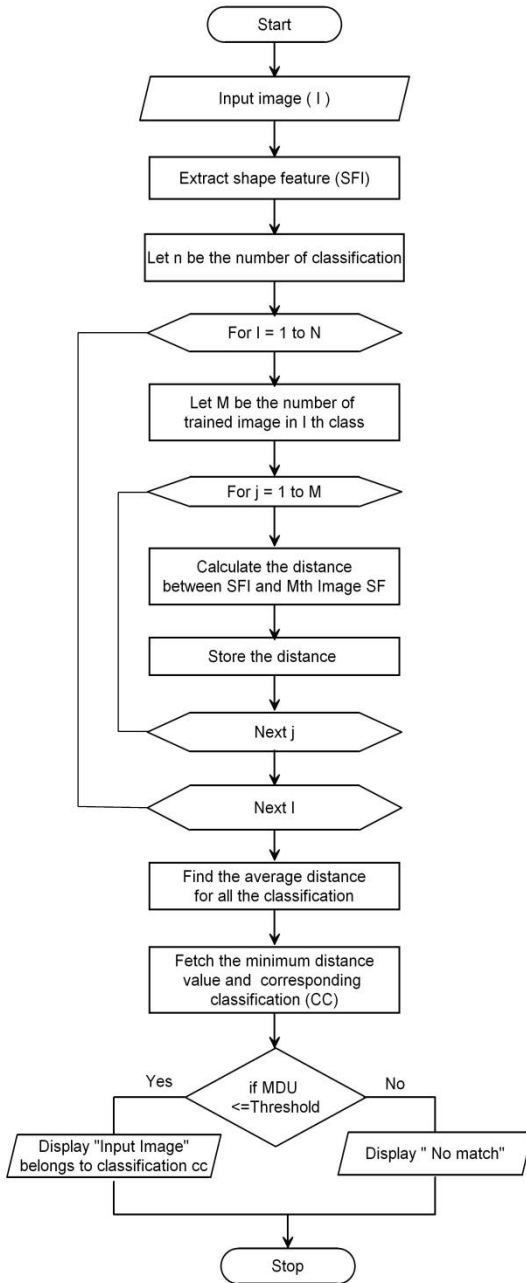 Start
Input image ( I )
Extract shape feature (SFI)
Let n be the number of classification
For I = 1 to N
Let M be the number of
trained image in I th class
For j = 1 to M
Calculate the distance
between SFI and Mth Image SF
Store the distance
Next j
Next I
Find the average distance
for all the classification
Fetch the minimum distance
value and corresponding
classification (CC)
if MDU
<=Threshold
Yes
No
Display "Input Image"
belongs to classification cc
Display " No match"
Stop